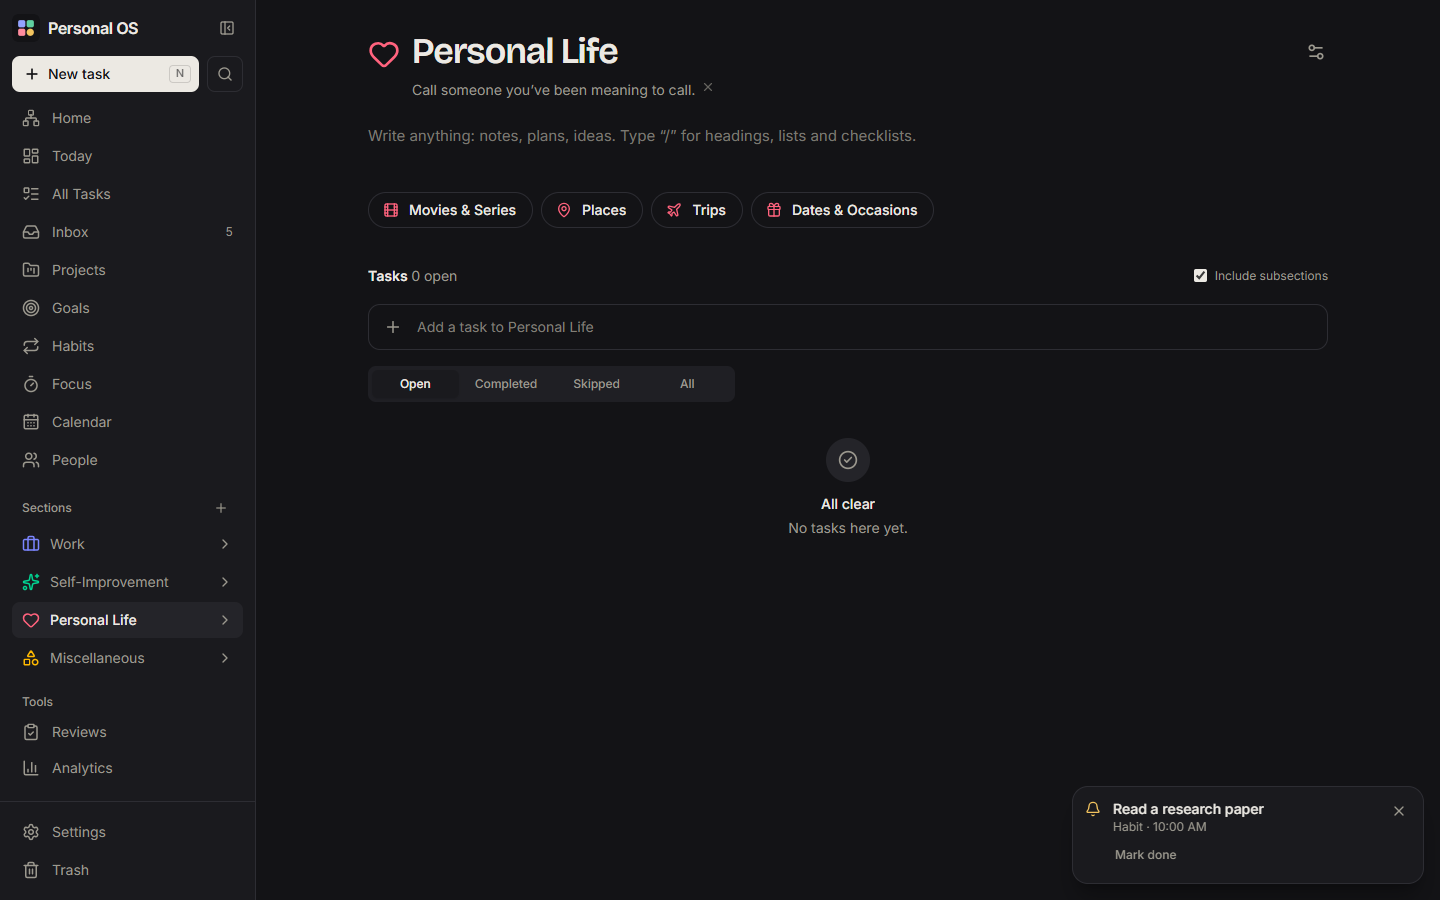 Personal OS
New task N
Home
Today
All Tasks
Inbox 5
Projects
Goals
Habits
Focus
Calendar
People
Sections
Work
Self-Improvement
Personal Life
Miscellaneous
Tools
Reviews
Analytics
Settings
Trash
Personal Life
Call someone you’ve been meaning to call.
Write anything: notes, plans, ideas. Type “/” for headings, lists and checklists.
Movies & Series Places Trips Dates & Occasions
Tasks 0 open Include subsections
Add a task to Personal Life
Open Completed Skipped All
All clear
No tasks here yet.
Read a research paper
Habit · 10:00 AM
Mark done